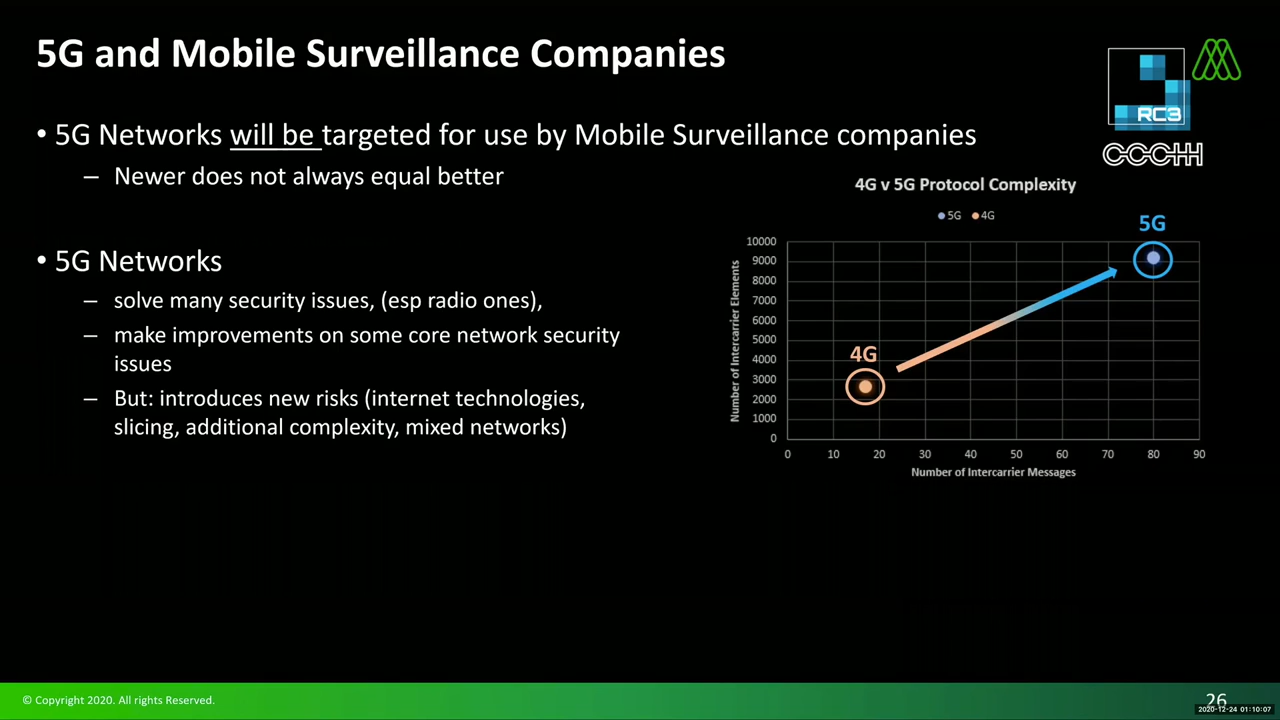 5G and Mobile Surveillance Companies
RC3
CCCHH
• 5G Networks will be targeted for use by Mobile Surveillance companies
– Newer does not always equal better
• 5G Networks
– solve many security issues, (esp radio ones),
– make improvements on some core network security
issues
– But: introduces new risks (internet technologies,
slicing, additional complexity, mixed networks)
4G v 5G Protocol Complexity
5G 4G
5G
4G
Number of Intercarrier Elements
10000
9000
8000
7000
6000
5000
4000
3000
2000
1000
0
0 10 20 30 40 50 60 70 80 90
Number of Intercarrier Messages
© Copyright 2020. All rights Reserved.
26
2020-12-24 01:10:07